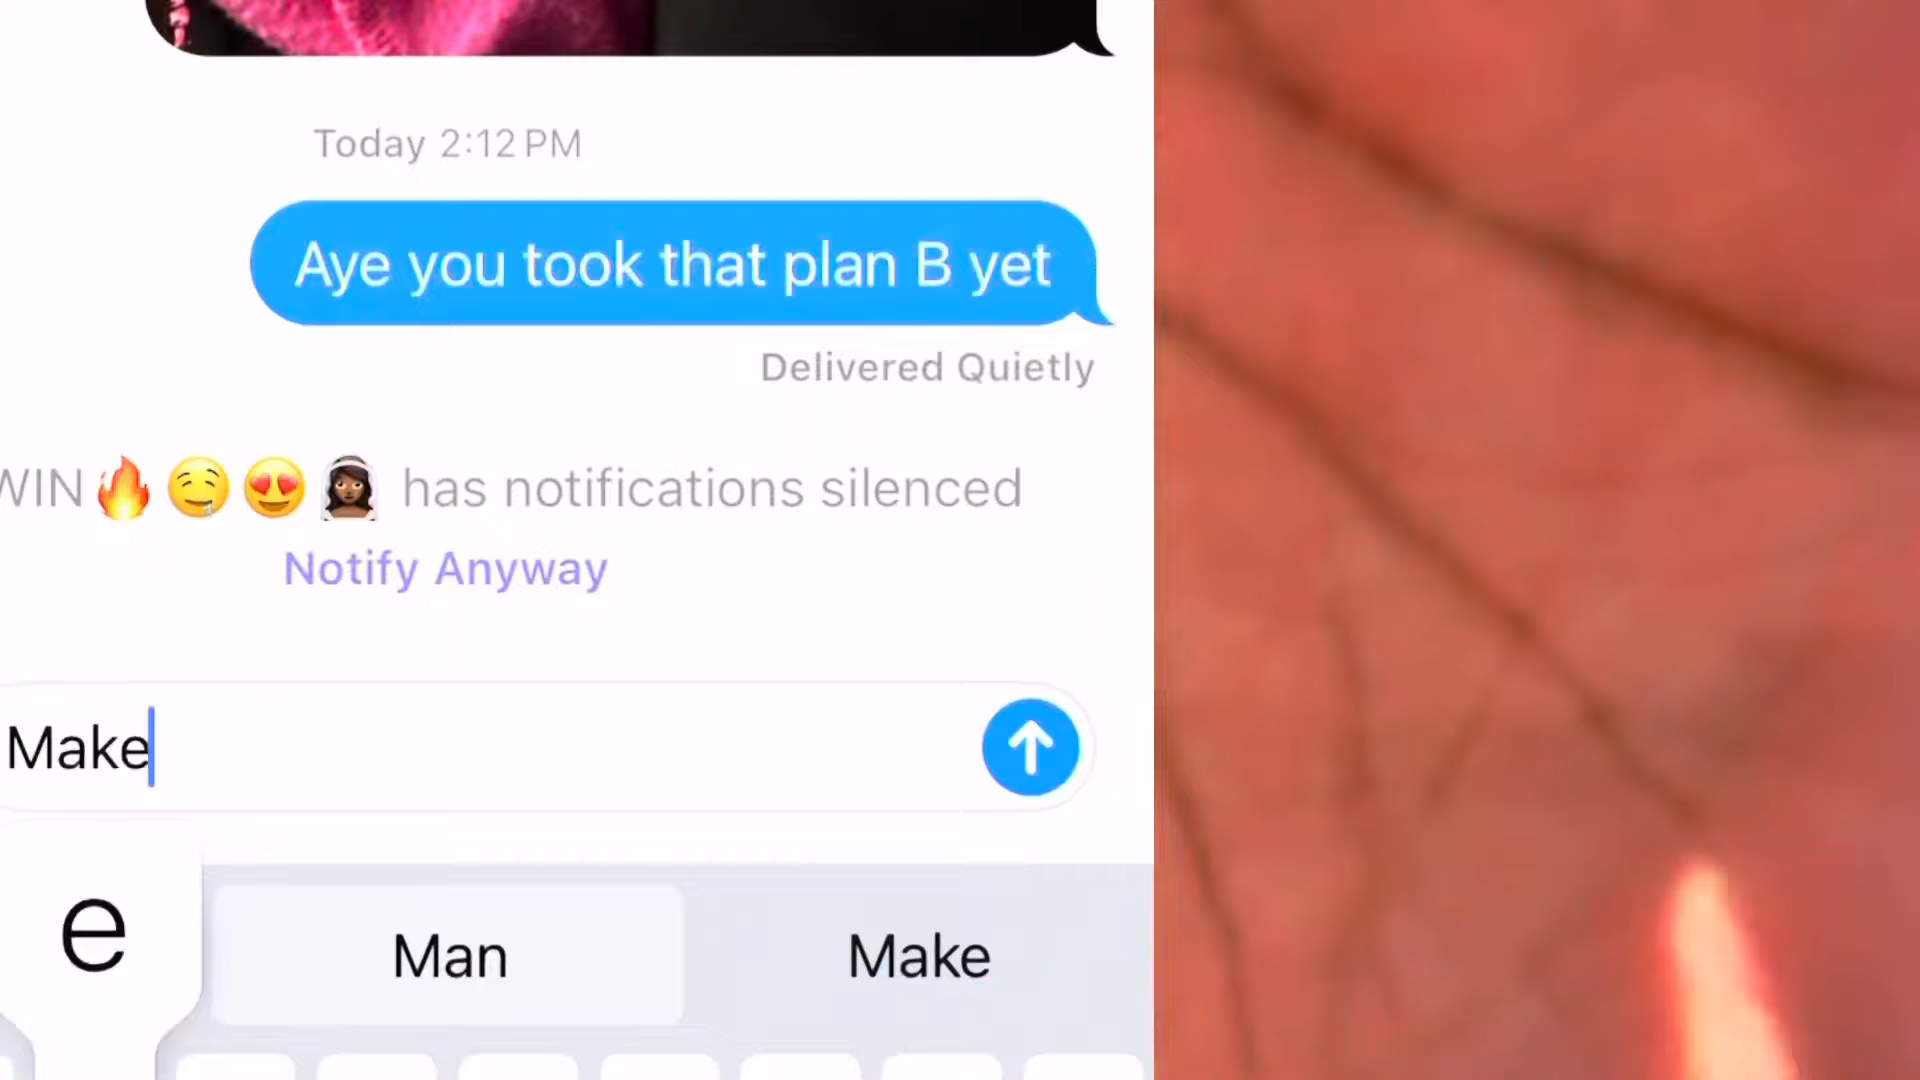 Today 2:12 PM
Aye you took that plan B yet
Delivered Quietly
WIN🔥🤤😍👰🏾‍♀️ has notifications silenced
Notify Anyway
Make
e
Man
Make